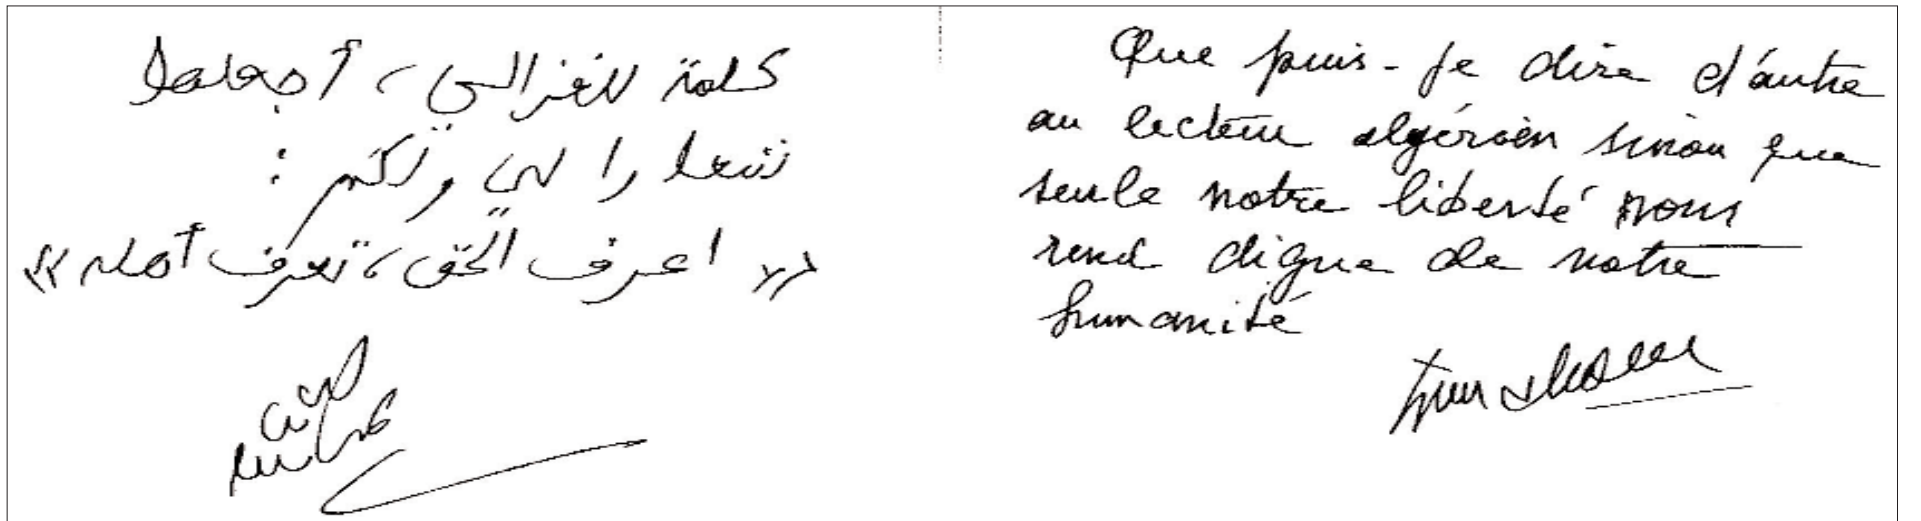 كلمة للغزالي، أجعلها
شعارا لي ولكم :
« اعرف الحق، تعرف أهله »
Que puis-je dire d'autre
au lecteur algérien sinon que
seule notre liberté nous
rend digne de notre
humanité